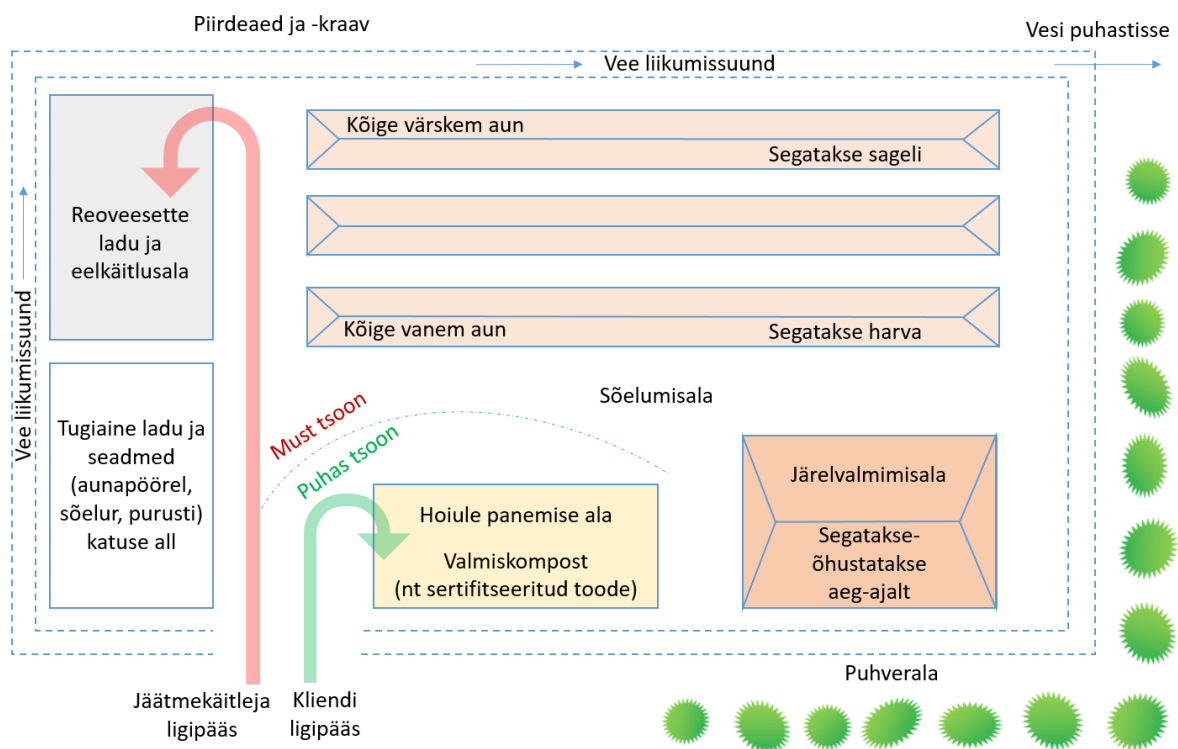 Piirdeaed ja -kraav
Vesi puhastisse
Vee liikumissuund
Kõige värskem aun
Segatakse sageli
Reoveesette
ladu ja
eelkäitlusala
Vee liikumissuund
Kõige vanem aun
Segatakse harva
Sõelumisala
Must tsoon
Puhas tsoon
Tugiaine ladu ja
seadmed
(aunapöörel,
sõelur, purusti)
katuse all
Hoiule panemise ala
Valmiskompost
(nt sertifitseeritud toode)
Järelvalmimisala
Segatakse-
õhustatakse
aeg-ajalt
Puhverala
Jäätmekäitleja
ligipääs
Kliendi
ligipääs